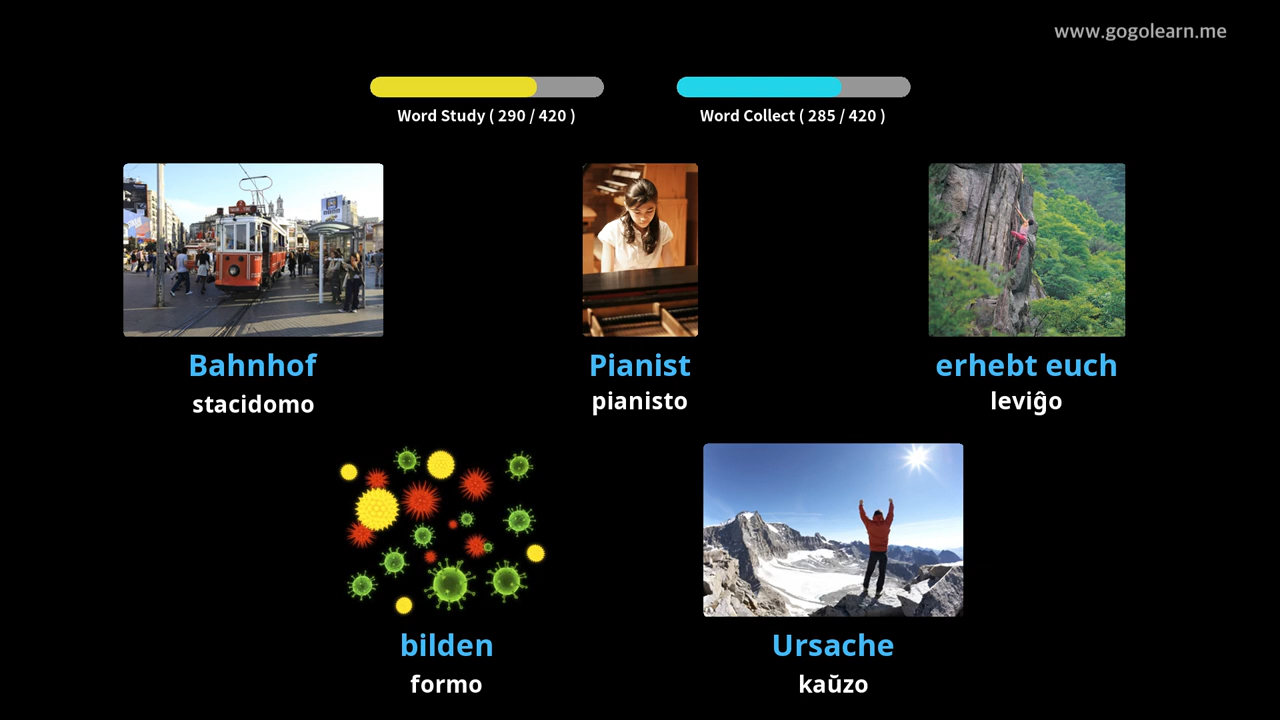 www.gogolearn.me
Word Study ( 290 / 420 )
Word Collect ( 285 / 420 )
Bahnhof
stacidomo
Pianist
pianisto
erhebt euch
leviĝo
bilden
formo
Ursache
kaŭzo